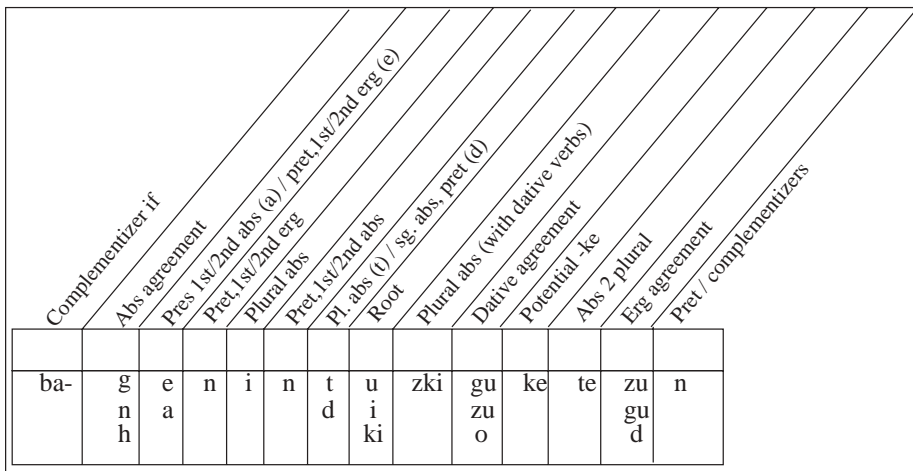 Complementizer if
Abs agreement
Pres 1st/2nd abs (a) / pret,1st/2nd erg (e)
Pret,1st/2nd erg
Plural abs
Pret,1st/2nd abs
Pl. abs (t) / sg. abs, pret (d)
Root
Plural abs (with dative verbs)
Dative agreement
Potential -ke
Abs 2 plural
Erg agreement
Pret / complementizers
ba- g e n i n t u zki gu ke te zu n
n a d i zu gu
h ki o d